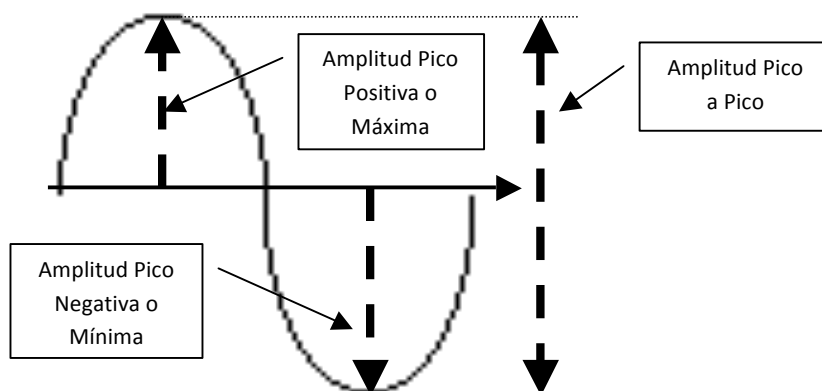 Amplitud Pico
Positiva o
Máxima
Amplitud Pico
a Pico
Amplitud Pico
Negativa o
Mínima